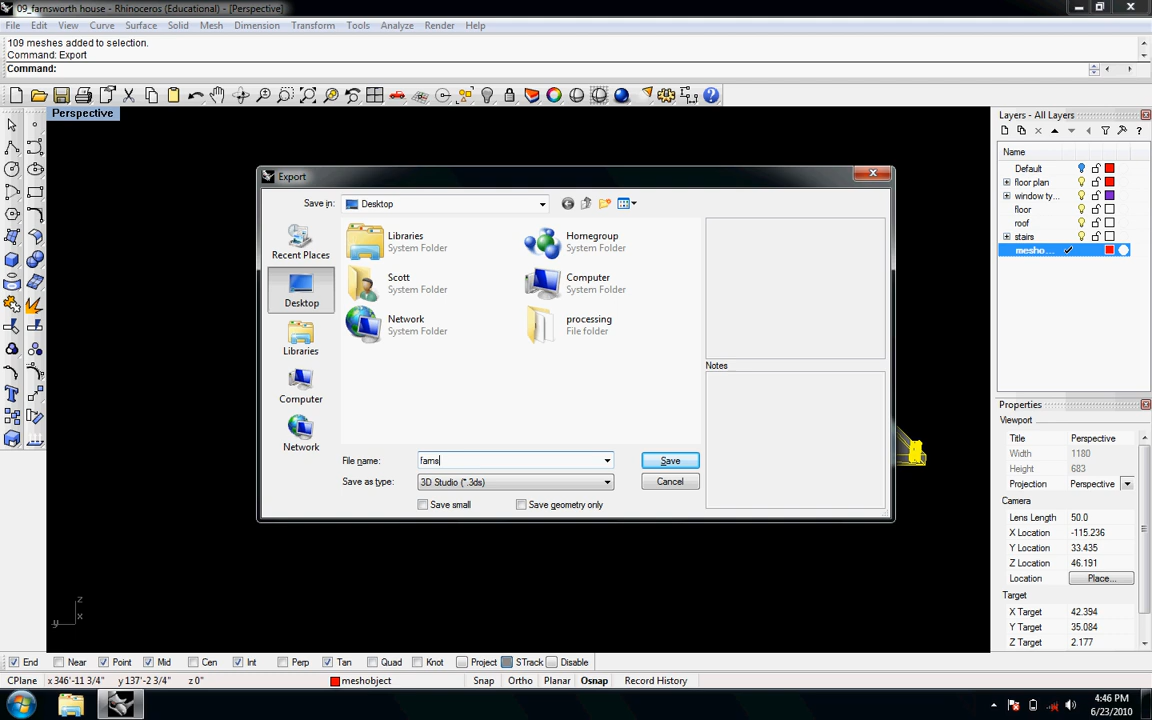 09_farnsworth house - Rhinoceros (Educational) - [Perspective]
File Edit View Curve Surface Solid Mesh Dimension Transform Tools Analyze Render Help
109 meshes added to selection.
Command: Export
Command:
Perspective
Layers - All Layers
Name
Default
floor plan
window ty...
floor
roof
stairs
mesho...
Export
Save in: Desktop
Recent Places
Desktop
Libraries
Computer
Network
Libraries
System Folder
Homegroup
System Folder
Scott
System Folder
Computer
System Folder
Network
System Folder
processing
File folder
Notes
File name: farns
Save
Save as type: 3D Studio (*.3ds)
Cancel
Save small
Save geometry only
Properties
Viewport
Title Perspective
Width 1180
Height 683
Projection Perspective
Camera
Lens Length 50.0
X Location -115.236
Y Location 33.435
Z Location 46.191
Location Place...
Target
X Target 42.394
Y Target 35.084
Z Target 2.177
z
y x
End Near Point Mid Cen Int Perp Tan Quad Knot Project STrack Disable
CPlane x 346'-11 3/4" y 137'-2 3/4" z 0" meshobject Snap Ortho Planar Osnap Record History
4:46 PM
6/23/2010